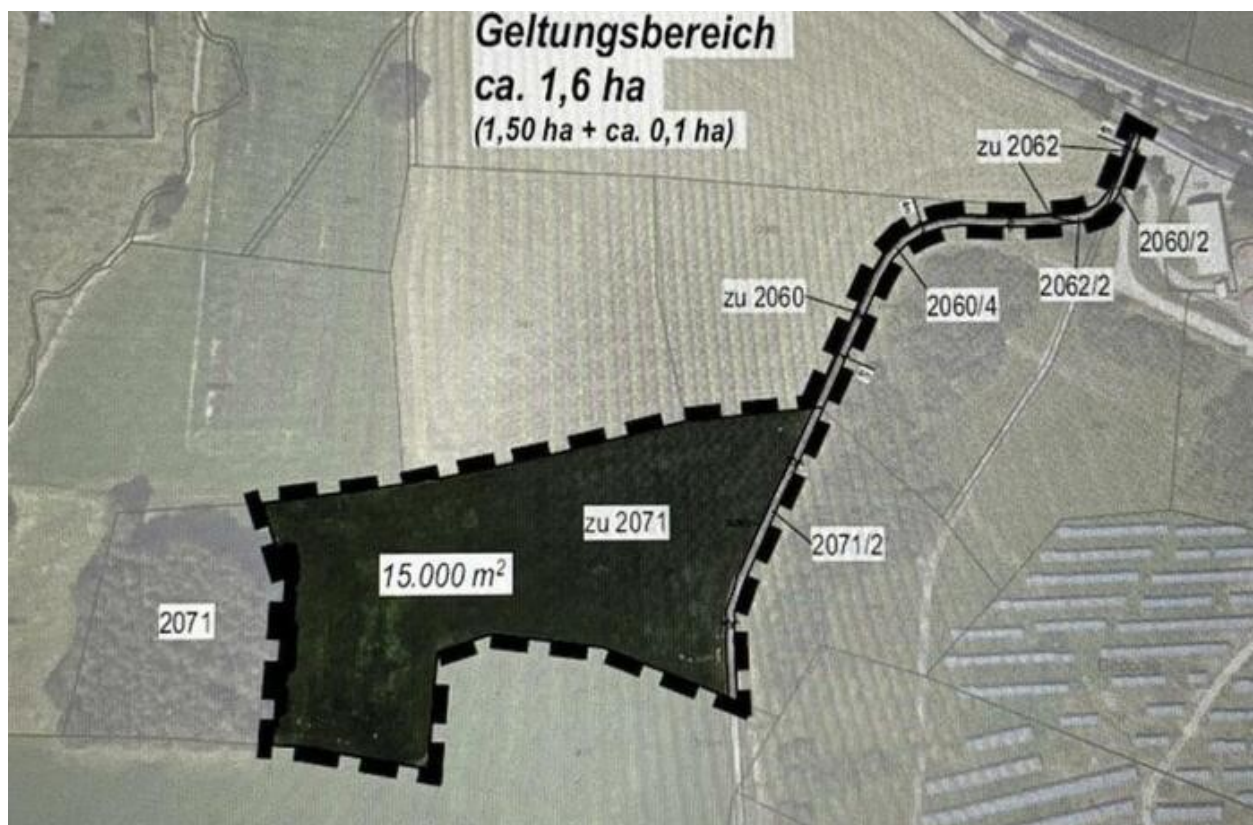 Geltungsbereich
ca. 1,6 ha
(1,50 ha + ca. 0,1 ha)
zu 2062
2060/2
2062/2
zu 2060
2060/4
zu 2071
2071/2
15.000 m²
2071